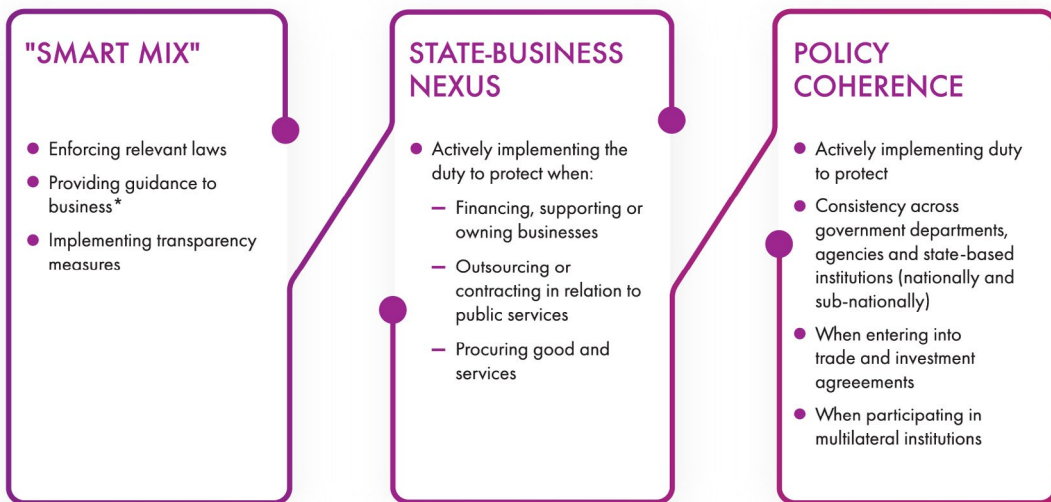 "SMART MIX"
● Enforcing relevant laws
● Providing guidance to
business*
● Implementing transparency
measures
STATE-BUSINESS
NEXUS
● Actively implementing the
duty to protect when:
– Financing, supporting or
owning businesses
– Outsourcing or
contracting in relation to
public services
– Procuring good and
services
POLICY
COHERENCE
● Actively implementing duty
to protect
● Consistency across
government departments,
agencies and state-based
institutions (nationally and
sub-nationally)
● When entering into
trade and investment
agreeements
● When participating in
multilateral institutions